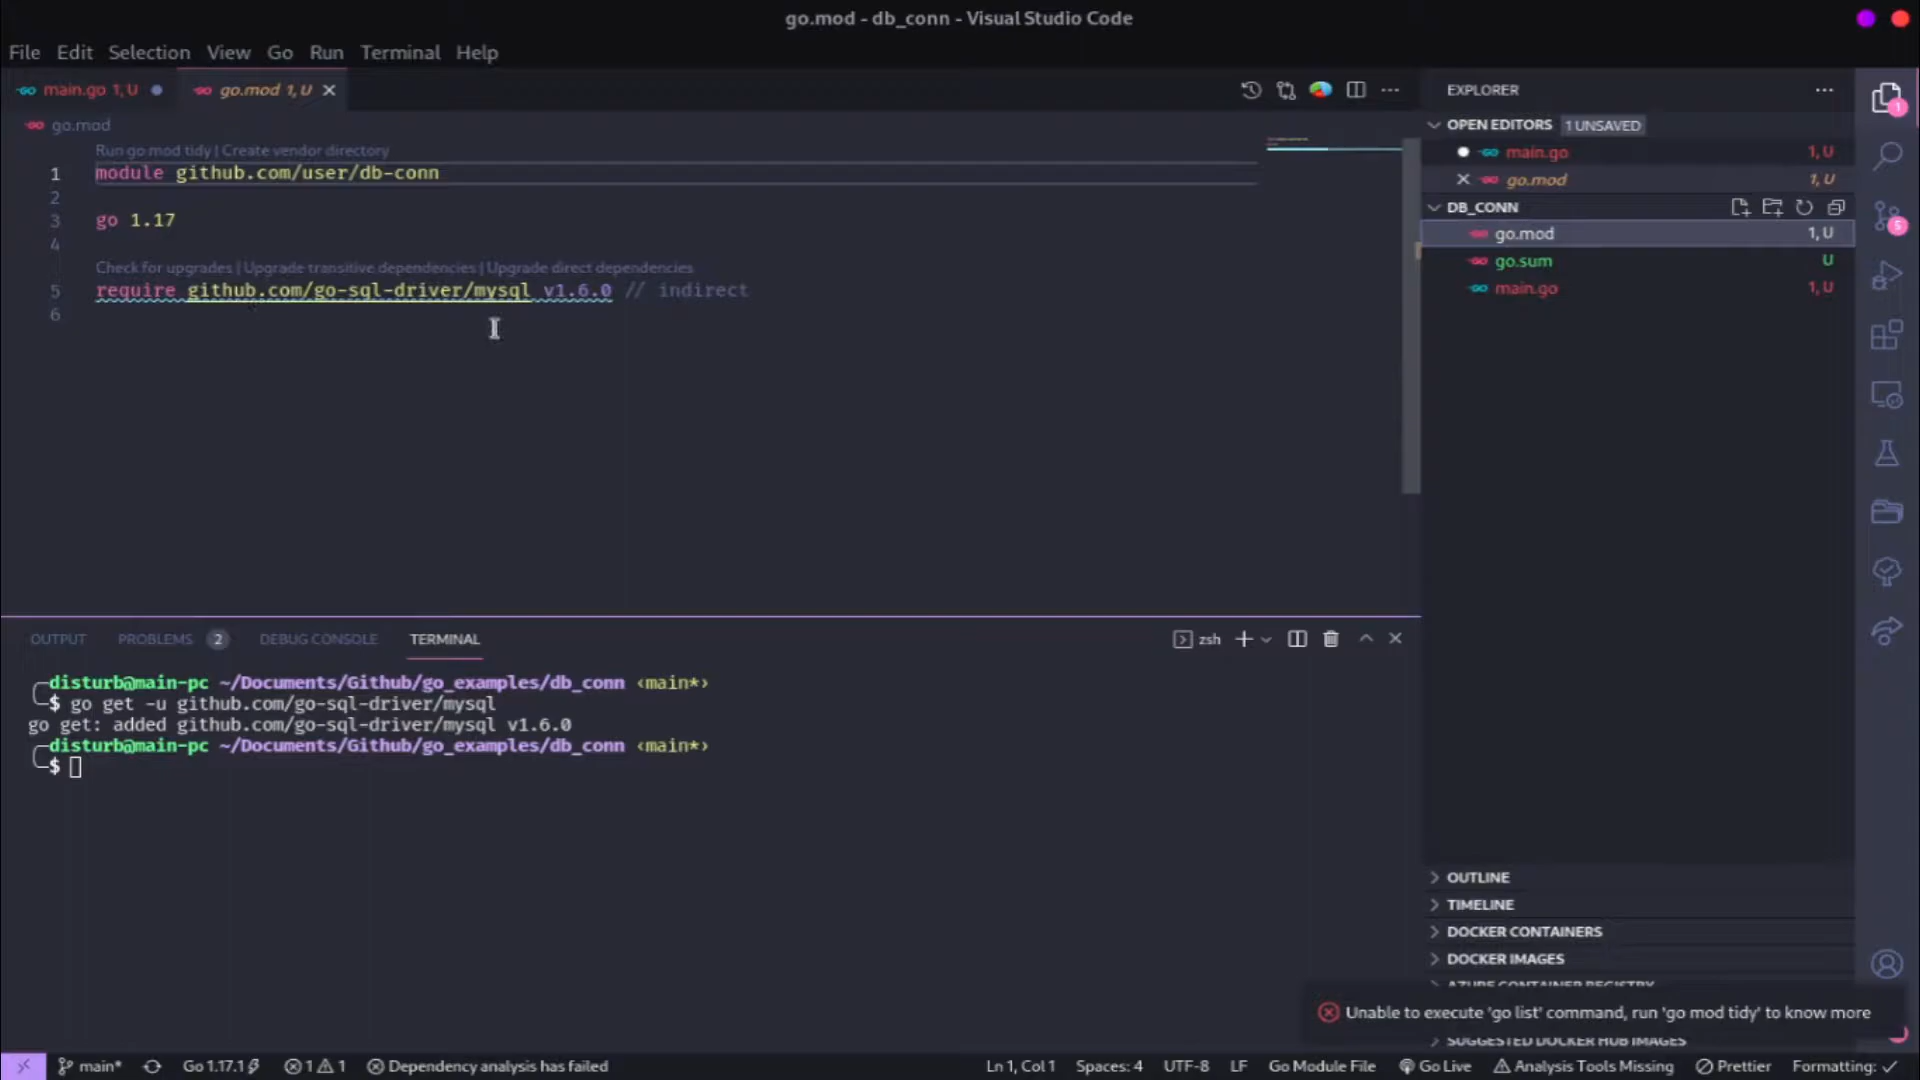 go.mod - db_conn - Visual Studio Code
File Edit Selection View Go Run Terminal Help
main.go 1, U
go.mod 1, U
go.mod
Run go mod tidy | Create vendor directory
1 module github.com/user/db-conn
2
3 go 1.17
4
Check for upgrades | Upgrade transitive dependencies | Upgrade direct dependencies
5 require github.com/go-sql-driver/mysql v1.6.0 // indirect
6
EXPLORER
OPEN EDITORS 1 UNSAVED
main.go 1, U
go.mod 1, U
DB_CONN
go.mod 1, U
go.sum U
main.go 1, U
1
5
OUTPUT PROBLEMS 2 DEBUG CONSOLE TERMINAL
zsh
disturb@main-pc ~/Documents/Github/go_examples/db_conn ‹main*›
$ go get -u github.com/go-sql-driver/mysql
go get: added github.com/go-sql-driver/mysql v1.6.0
disturb@main-pc ~/Documents/Github/go_examples/db_conn ‹main*›
$
OUTLINE
TIMELINE
DOCKER CONTAINERS
DOCKER IMAGES
AZURE CONTAINER REGISTRY
Unable to execute 'go list' command, run 'go mod tidy' to know more
SUGGESTED DOCKER HUB IMAGES
main* Go 1.17.1 1 1 Dependency analysis has failed
Ln 1, Col 1 Spaces: 4 UTF-8 LF Go Module File Go Live Analysis Tools Missing Prettier Formatting: